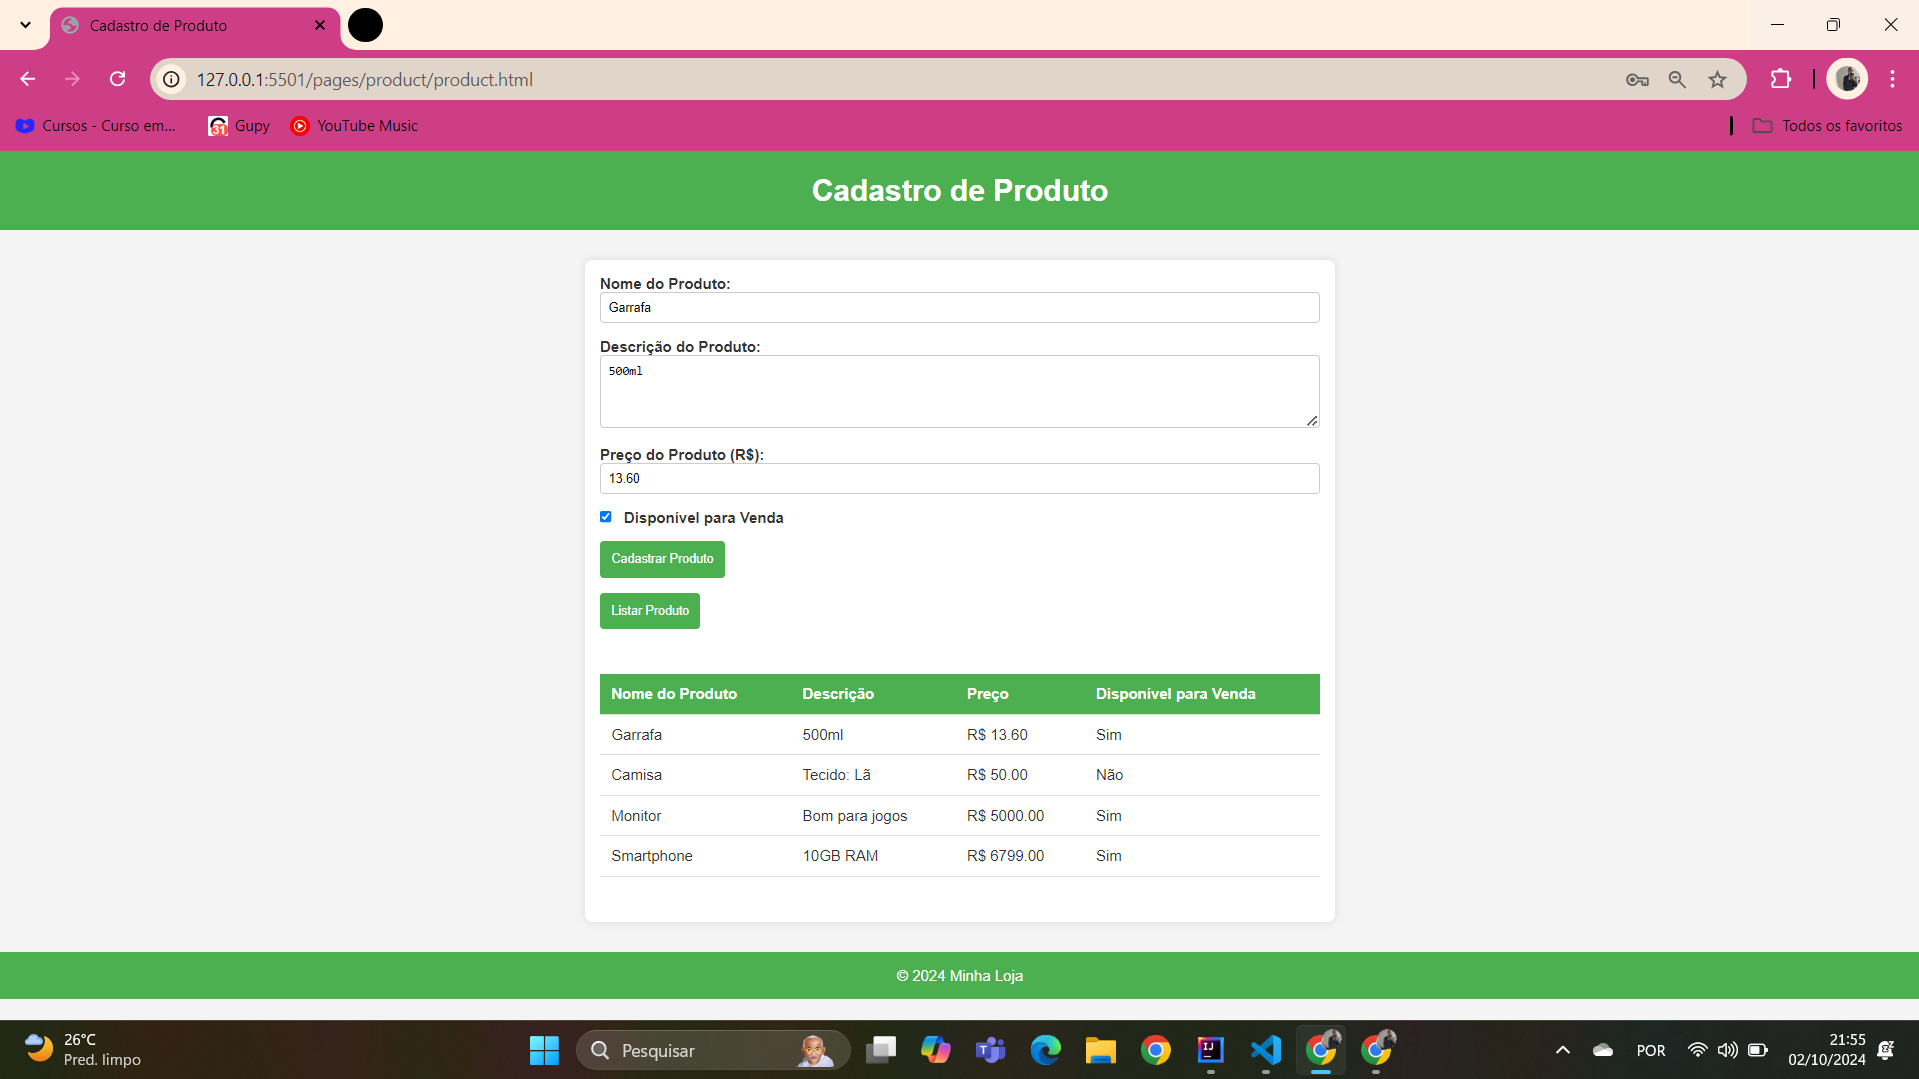 Cadastro de Produto
127.0.0.1:5501/pages/product/product.html
Cursos - Curso em... Gupy YouTube Music Todos os favoritos
31
Cadastro de Produto
Nome do Produto:
Garrafa
Descrição do Produto:
500ml
Preço do Produto (R$):
13.60
Disponível para Venda
Cadastrar Produto
Listar Produto
Nome do Produto Descrição Preço Disponível para Venda
Garrafa 500ml R$ 13.60 Sim
Camisa Tecido: Lã R$ 50.00 Não
Monitor Bom para jogos R$ 5000.00 Sim
Smartphone 10GB RAM R$ 6799.00 Sim
© 2024 Minha Loja
26°C
Pred. limpo
Pesquisar
IJ
POR
21:55
02/10/2024